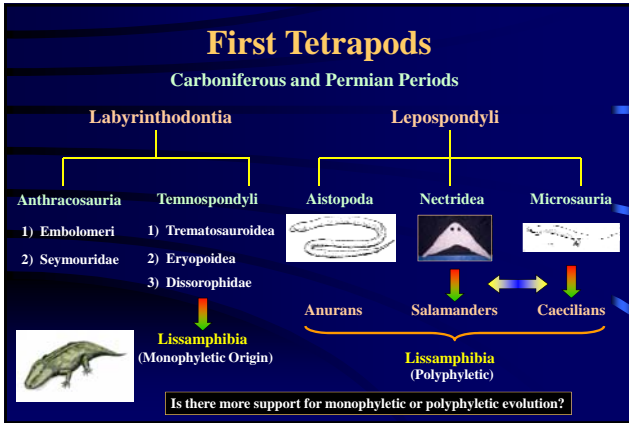 First Tetrapods
Carboniferous and Permian Periods
Labyrinthodontia
Lepospondyli
Anthracosauria
Temnospondyli
Aistopoda
Nectridea
Microsauria
1) Embolomeri
2) Seymouridae
1) Trematosauroidea
2) Eryopoidea
3) Dissorophidae
Anurans
Salamanders
Caecilians
Lissamphibia
(Monophyletic Origin)
Lissamphibia
(Polyphyletic)
Is there more support for monophyletic or polyphyletic evolution?